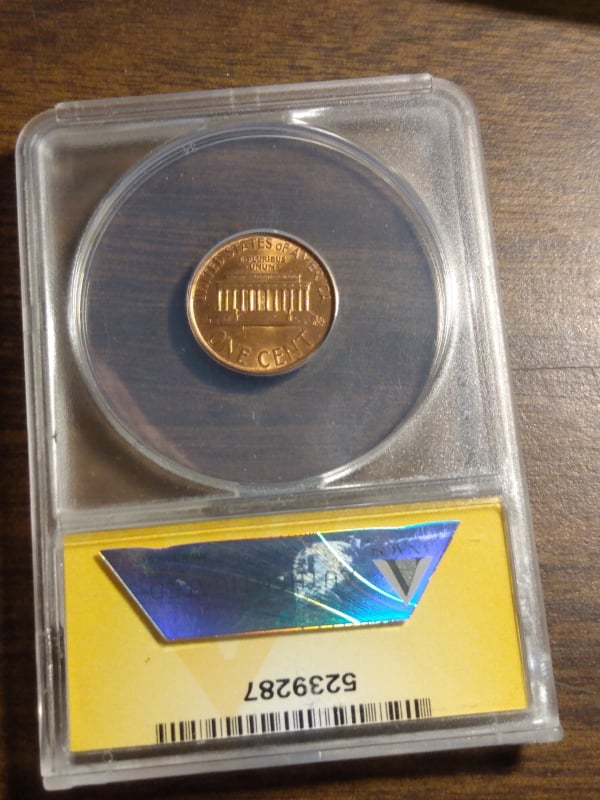 UNITED STATES OF AMERICA
E PLURIBUS
UNUM
ONE CENT
5239287